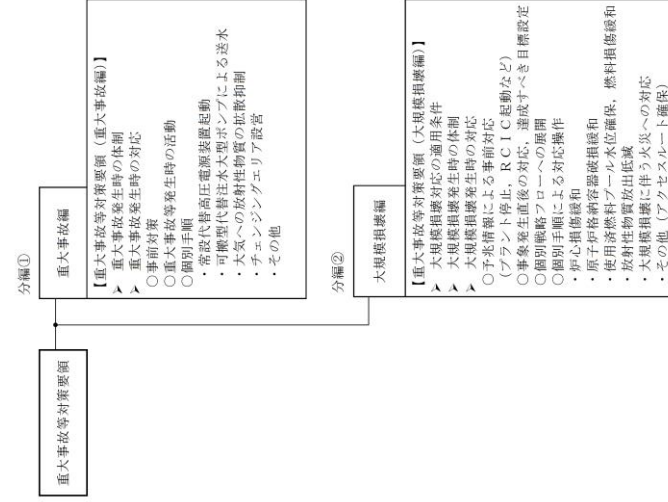 重大事故等対策要領
分編①
重大事故編
【重大事故等対策要領（重大事故編）】
➤ 重大事故発生時の体制
➤ 重大事故発生時の対応
○事前対策
○重大事故等発生時の活動
○個別手順
・常設代替高圧電源装置起動
・可搬型代替注水大型ポンプによる送水
・大気への放射性物質の拡散抑制
・チェンジングエリア設営
・その他
分編②
大規模損壊編
【重大事故等対策要領（大規模損壊編）】
➤ 大規模損壊対応の適用条件
➤ 大規模損壊発生時の体制
➤ 大規模損壊発生時の対応
○予兆情報による事前対応
（プラント停止，ＲＣＩＣ起動など）
○事象発生直後の対応，達成すべき目標設定
○個別戦略フローへの展開
○個別手順による対応操作
・炉心損傷緩和
・原子炉格納容器破損緩和
・使用済燃料プール水位確保，燃料損傷緩和
・放射性物質放出低減
・大規模損壊に伴う火災への対応
・その他（アクセスルート確保）